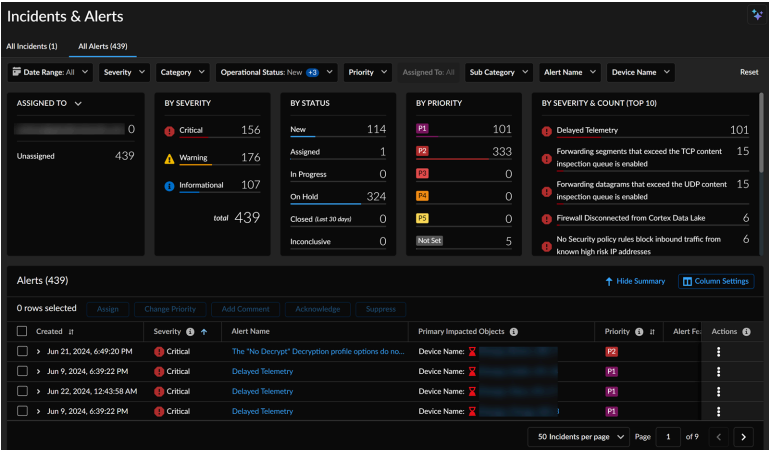 Incidents & Alerts
All Incidents (1) All Alerts (439)
Date Range: All Severity Category Operational Status: New +3 Priority Assigned To: All Sub Category Alert Name Device Name Reset
ASSIGNED TO
0
Unassigned 439
BY SEVERITY
Critical 156
Warning 176
Informational 107
total 439
BY STATUS
New 114
Assigned 1
In Progress 0
On Hold 324
Closed (Last 30 days) 0
Inconclusive 0
BY PRIORITY
P1 101
P2 333
P3 0
P4 0
P5 0
Not Set 5
BY SEVERITY & COUNT (TOP 10)
Delayed Telemetry 101
Forwarding segments that exceed the TCP content 15
inspection queue is enabled
Forwarding datagrams that exceed the UDP content 15
inspection queue is enabled
Firewall Disconnected from Cortex Data Lake 6
No Security policy rules block inbound traffic from 6
known high risk IP addresses
Alerts (439) Hide Summary Column Settings
0 rows selected Assign Change Priority Add Comment Acknowledge Suppress
Created Severity Alert Name Primary Impacted Objects Priority Alert Fe Actions
Jun 21, 2024, 6:49:20 PM Critical The "No Decrypt" Decryption profile options do no... Device Name: P2
Jun 9, 2024, 6:39:22 PM Critical Delayed Telemetry Device Name: P1
Jun 22, 2024, 12:43:58 AM Critical Delayed Telemetry Device Name: P1
Jun 9, 2024, 6:39:22 PM Critical Delayed Telemetry Device Name: P1
50 Incidents per page Page 1 of 9